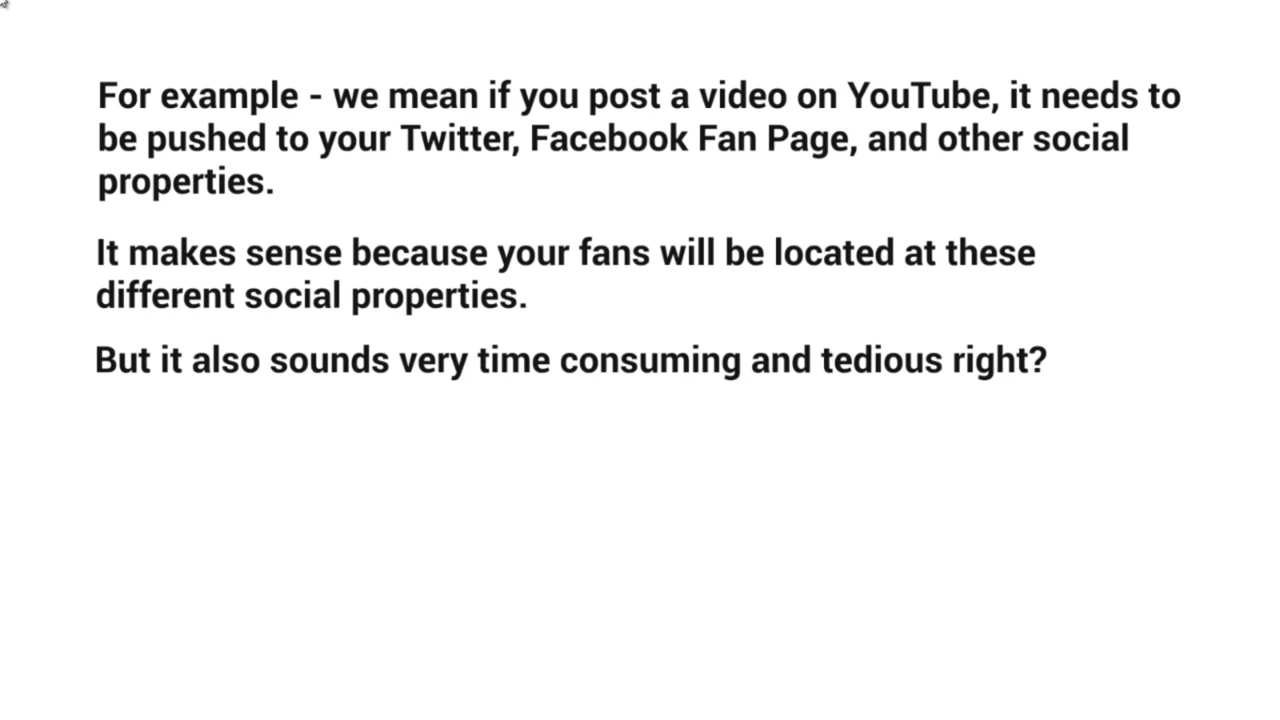 For example - we mean if you post a video on YouTube, it needs to
be pushed to your Twitter, Facebook Fan Page, and other social
properties.
It makes sense because your fans will be located at these
different social properties.
But it also sounds very time consuming and tedious right?